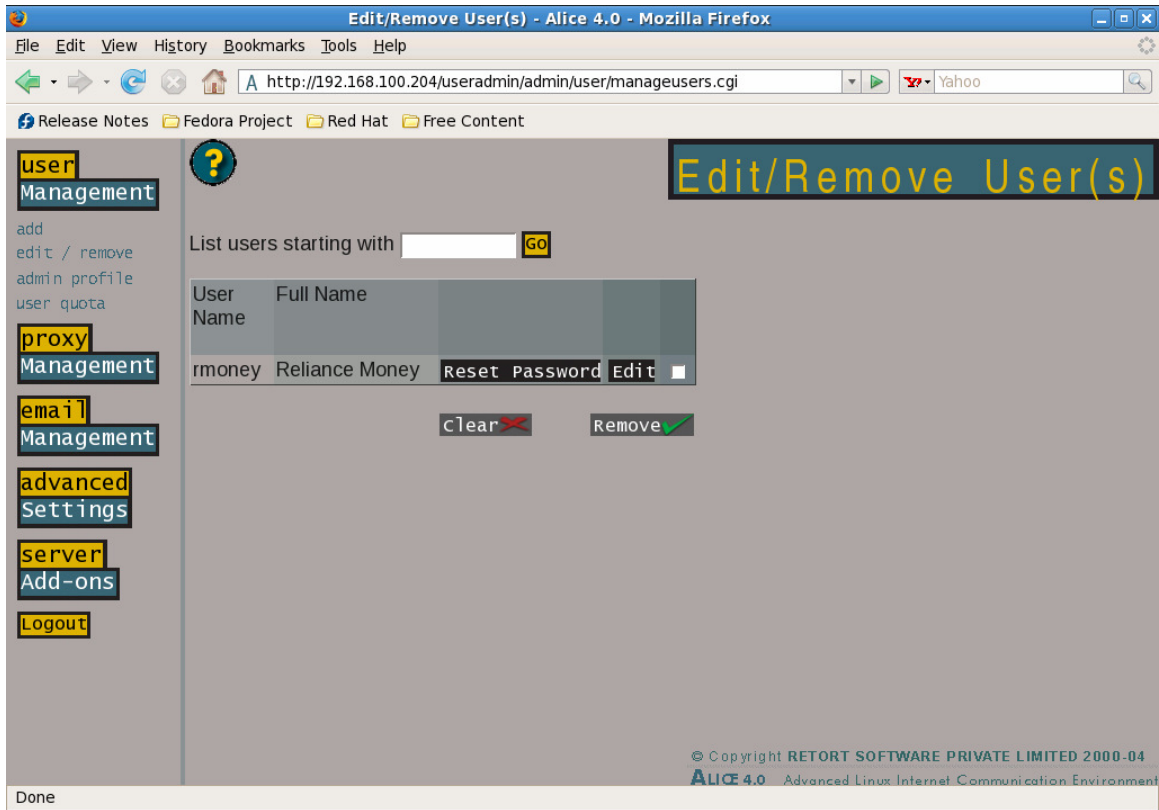 Edit/Remove User(s) - Alice 4.0 - Mozilla Firefox
File Edit View History Bookmarks Tools Help
http://192.168.100.204/useradmin/admin/user/manageusers.cgi
Yahoo
Release Notes Fedora Project Red Hat Free Content
user
Management
add
edit / remove
admin profile
user quota
proxy
Management
email
Management
advanced
Settings
server
Add-ons
Logout
?
Edit/Remove User(s)
List users starting with Go
User Name Full Name
rmoney Reliance Money Reset Password Edit
Clear Remove
© Copyright RETORT SOFTWARE PRIVATE LIMITED 2000-04
ALICE 4.0 Advanced Linux Internet Communication Environment
Done